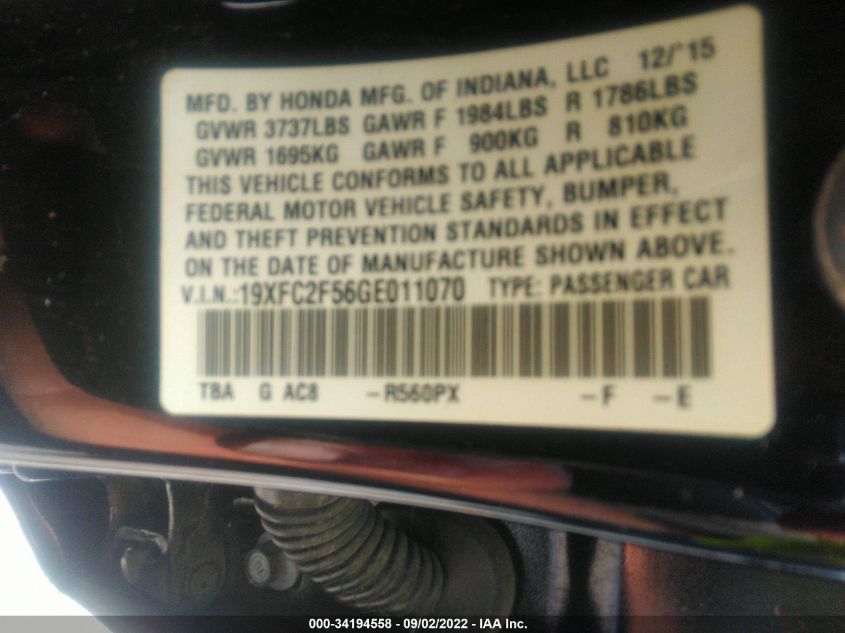 MFD. BY HONDA MFG. OF INDIANA, LLC 12/'15
GVWR 3737LBS GAWR F 1984LBS R 1786LBS
GVWR 1695KG GAWR F 900KG R 810KG
THIS VEHICLE CONFORMS TO ALL APPLICABLE
FEDERAL MOTOR VEHICLE SAFETY, BUMPER,
AND THEFT PREVENTION STANDARDS IN EFFECT
ON THE DATE OF MANUFACTURE SHOWN ABOVE.
V.I.N.:19XFC2F56GE011070 TYPE: PASSENGER CAR
TBA G AC8 –R560PX –F –E
000-34194558 - 09/02/2022 - IAA Inc.